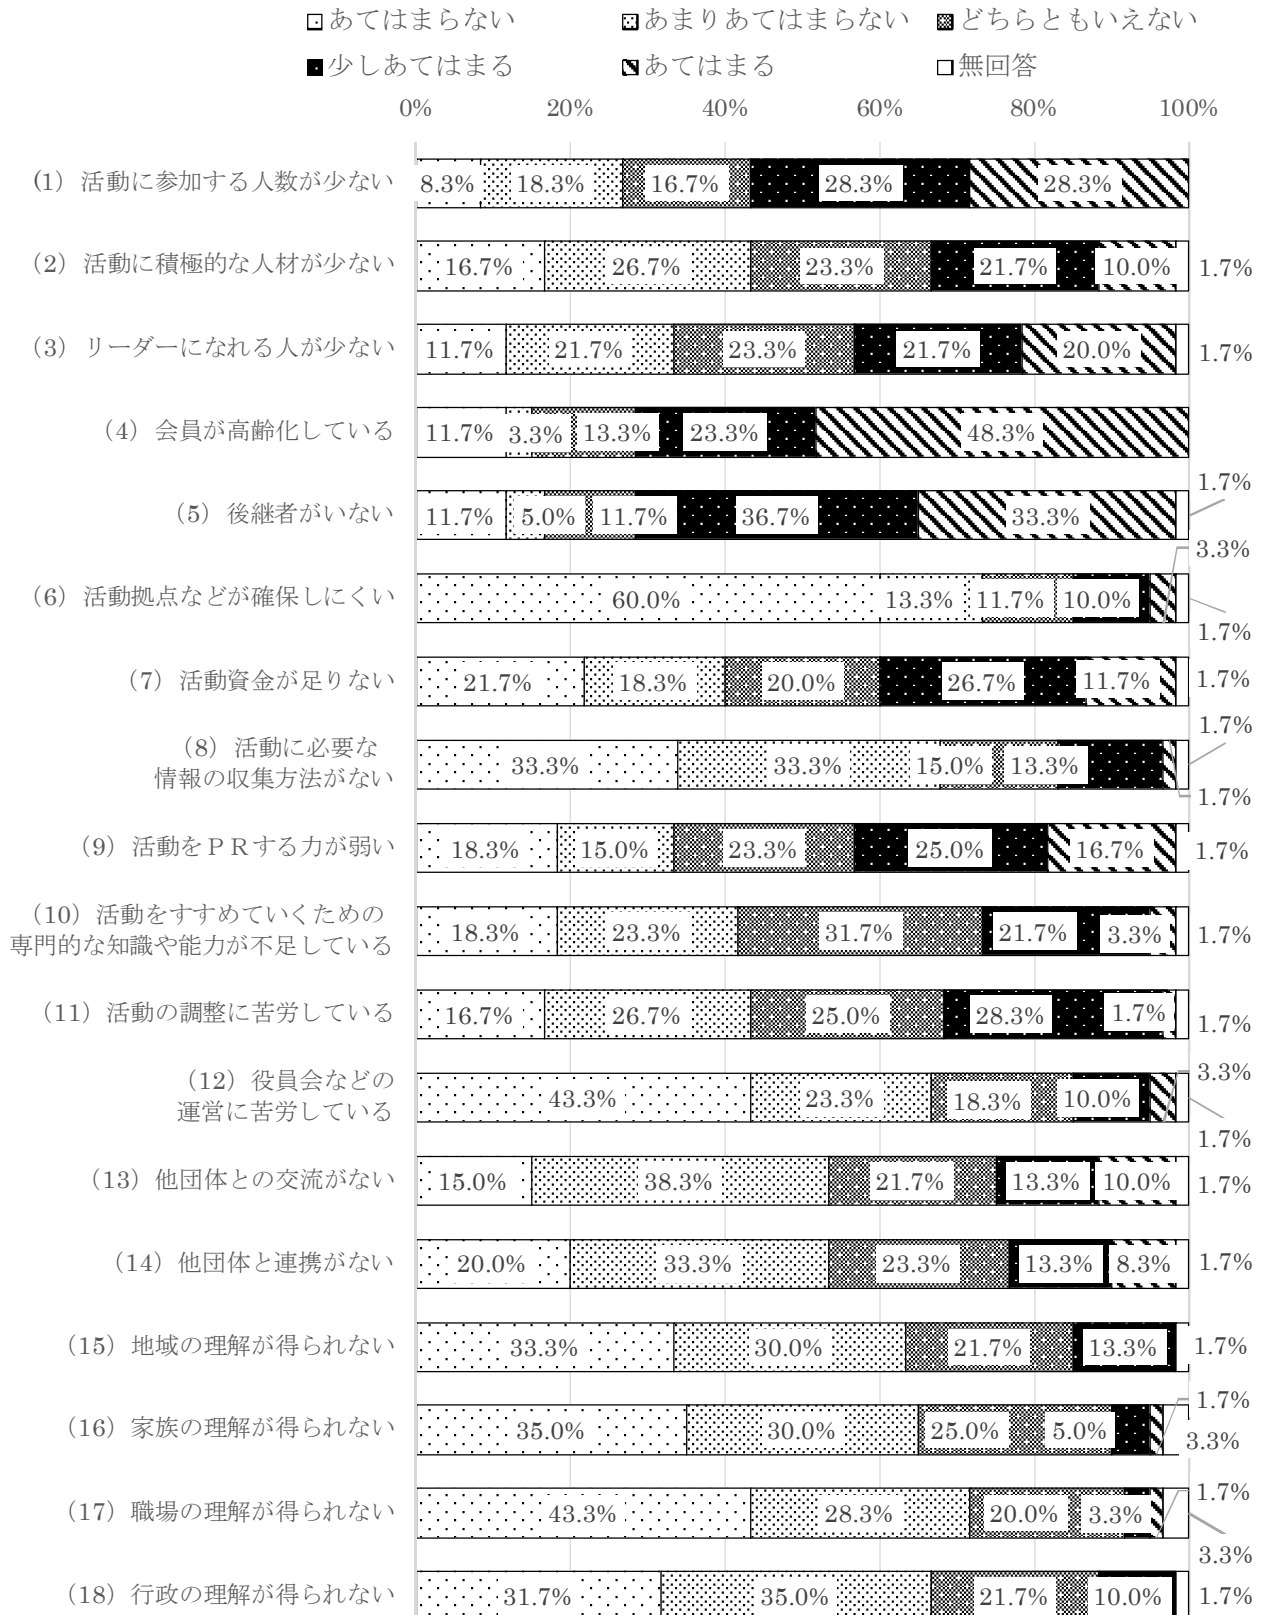 あてはまらない あまりあてはまらない どちらともいえない
少しあてはまる あてはまる 無回答
0% 20% 40% 60% 80% 100%
(1) 活動に参加する人数が少ない 8.3% 18.3% 16.7% 28.3% 28.3%
（2）活動に積極的な人材が少ない 16.7% 26.7% 23.3% 21.7% 10.0% 1.7%
（3）リーダーになれる人が少ない 11.7% 21.7% 23.3% 21.7% 20.0% 1.7%
（4）会員が高齢化している 11.7% 3.3% 13.3% 23.3% 48.3%
（5）後継者がいない 11.7% 5.0% 11.7% 36.7% 33.3% 1.7%
（6）活動拠点などが確保しにくい 60.0% 13.3% 11.7% 10.0% 3.3% 1.7%
（7）活動資金が足りない 21.7% 18.3% 20.0% 26.7% 11.7% 1.7%
（8）活動に必要な
情報の収集方法がない 33.3% 33.3% 15.0% 13.3% 1.7% 1.7%
（9）活動をＰＲする力が弱い 18.3% 15.0% 23.3% 25.0% 16.7% 1.7%
（10）活動をすすめていくための
専門的な知識や能力が不足している 18.3% 23.3% 31.7% 21.7% 3.3% 1.7%
（11）活動の調整に苦労している 16.7% 26.7% 25.0% 28.3% 1.7% 1.7%
（12）役員会などの
運営に苦労している 43.3% 23.3% 18.3% 10.0% 3.3% 1.7%
（13）他団体との交流がない 15.0% 38.3% 21.7% 13.3% 10.0% 1.7%
（14）他団体と連携がない 20.0% 33.3% 23.3% 13.3% 8.3% 1.7%
（15）地域の理解が得られない 33.3% 30.0% 21.7% 13.3% 1.7%
（16）家族の理解が得られない 35.0% 30.0% 25.0% 5.0% 1.7% 3.3%
（17）職場の理解が得られない 43.3% 28.3% 20.0% 3.3% 1.7% 3.3%
（18）行政の理解が得られない 31.7% 35.0% 21.7% 10.0% 1.7%